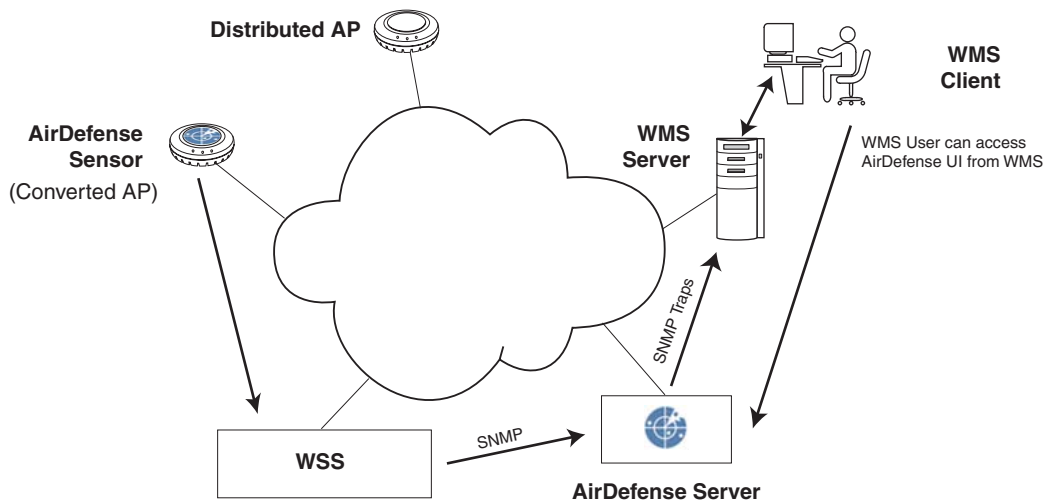 Distributed AP
WMS
Client
AirDefense
Sensor
(Converted AP)
WMS
Server
WMS User can access
AirDefense UI from WMS
SNMP Traps
WSS
SNMP
AirDefense Server